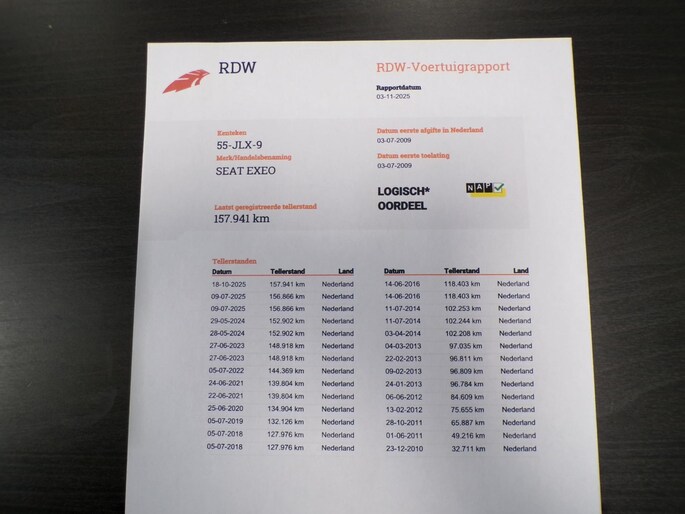 RDW
RDW-Voertuigrapport
Rapportdatum
03-11-2025
Kenteken
55-JLX-9
Merk/Handelsbenaming
SEAT EXEO
Laatst geregistreerde tellerstand
157.941 km
Datum eerste afgifte in Nederland
03-07-2009
Datum eerste toelating
03-07-2009
LOGISCH*
OORDEEL
NAP
Tellerstanden
Datum Tellerstand Land
18-10-2025 157.941 km Nederland
09-07-2025 156.866 km Nederland
09-07-2025 156.866 km Nederland
29-05-2024 152.902 km Nederland
28-05-2024 152.902 km Nederland
27-06-2023 148.918 km Nederland
27-06-2023 148.918 km Nederland
05-07-2022 144.369 km Nederland
24-06-2021 139.804 km Nederland
22-06-2021 139.804 km Nederland
25-06-2020 134.904 km Nederland
05-07-2019 132.126 km Nederland
05-07-2018 127.976 km Nederland
05-07-2018 127.976 km Nederland
Datum Tellerstand Land
14-06-2016 118.403 km Nederland
14-06-2016 118.403 km Nederland
11-07-2014 102.253 km Nederland
11-07-2014 102.244 km Nederland
03-04-2014 102.208 km Nederland
04-03-2013 97.035 km Nederland
22-02-2013 96.811 km Nederland
09-02-2013 96.809 km Nederland
24-01-2013 96.784 km Nederland
06-06-2012 84.609 km Nederland
13-02-2012 75.655 km Nederland
28-10-2011 65.887 km Nederland
01-06-2011 49.216 km Nederland
23-12-2010 32.711 km Nederland